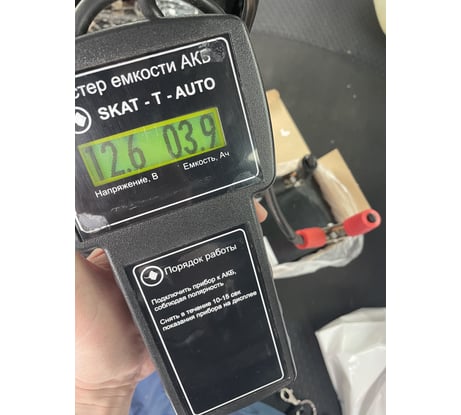 стер емкости АКБ
SKAT - T - AUTO
12.6 03.9
Напряжение, В Емкость, Ач
Порядок работы
Подключить прибор к АКБ,
соблюдая полярность
Снять в течение 10-15 сек
показания прибора на дисплее